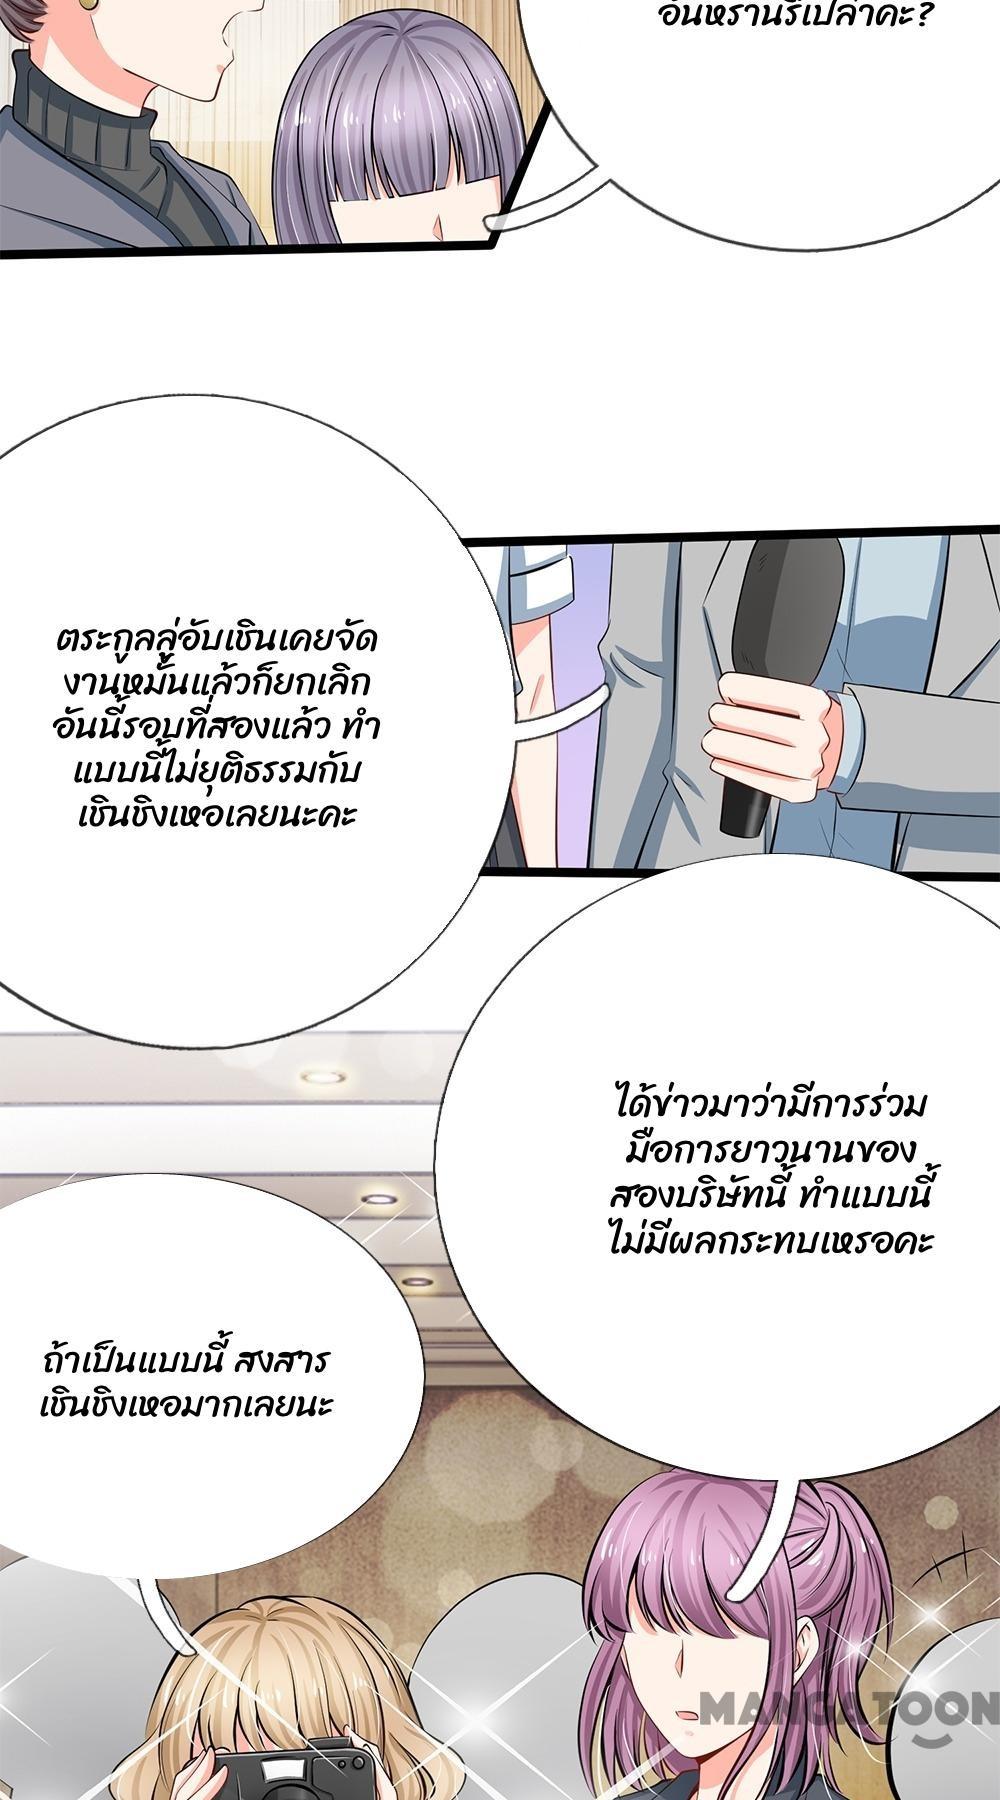 อันหรานรึเปล่าคะ?
ตระกูลลู่อับเชินเคยจัด
งานหมั้นแล้วก็ยกเลิก
อันนี้รอบที่สองแล้ว ทำ
แบบนี้ไม่ยุติธรรมกับ
เชินชิงเหอเลยนะคะ
ได้ข่าวมาว่ามีการร่วม
มือการยาวนานของ
สองบริษัทนี้ ทำแบบนี้
ไม่มีผลกระทบเหรอคะ
ถ้าเป็นแบบนี้ สงสาร
เชินชิงเหอมากเลยนะ
MANGATOON